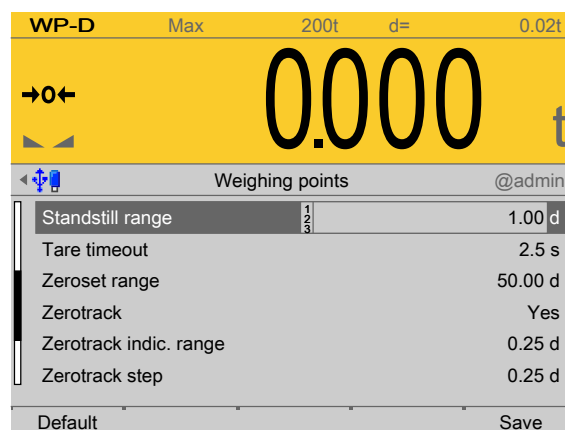 WP-D Max 200t d= 0.02t
→0←
0.000 t
Weighing points @admin
Standstill range 1 2 3 1.00 d
Tare timeout 2.5 s
Zeroset range 50.00 d
Zerotrack Yes
Zerotrack indic. range 0.25 d
Zerotrack step 0.25 d
Default Save